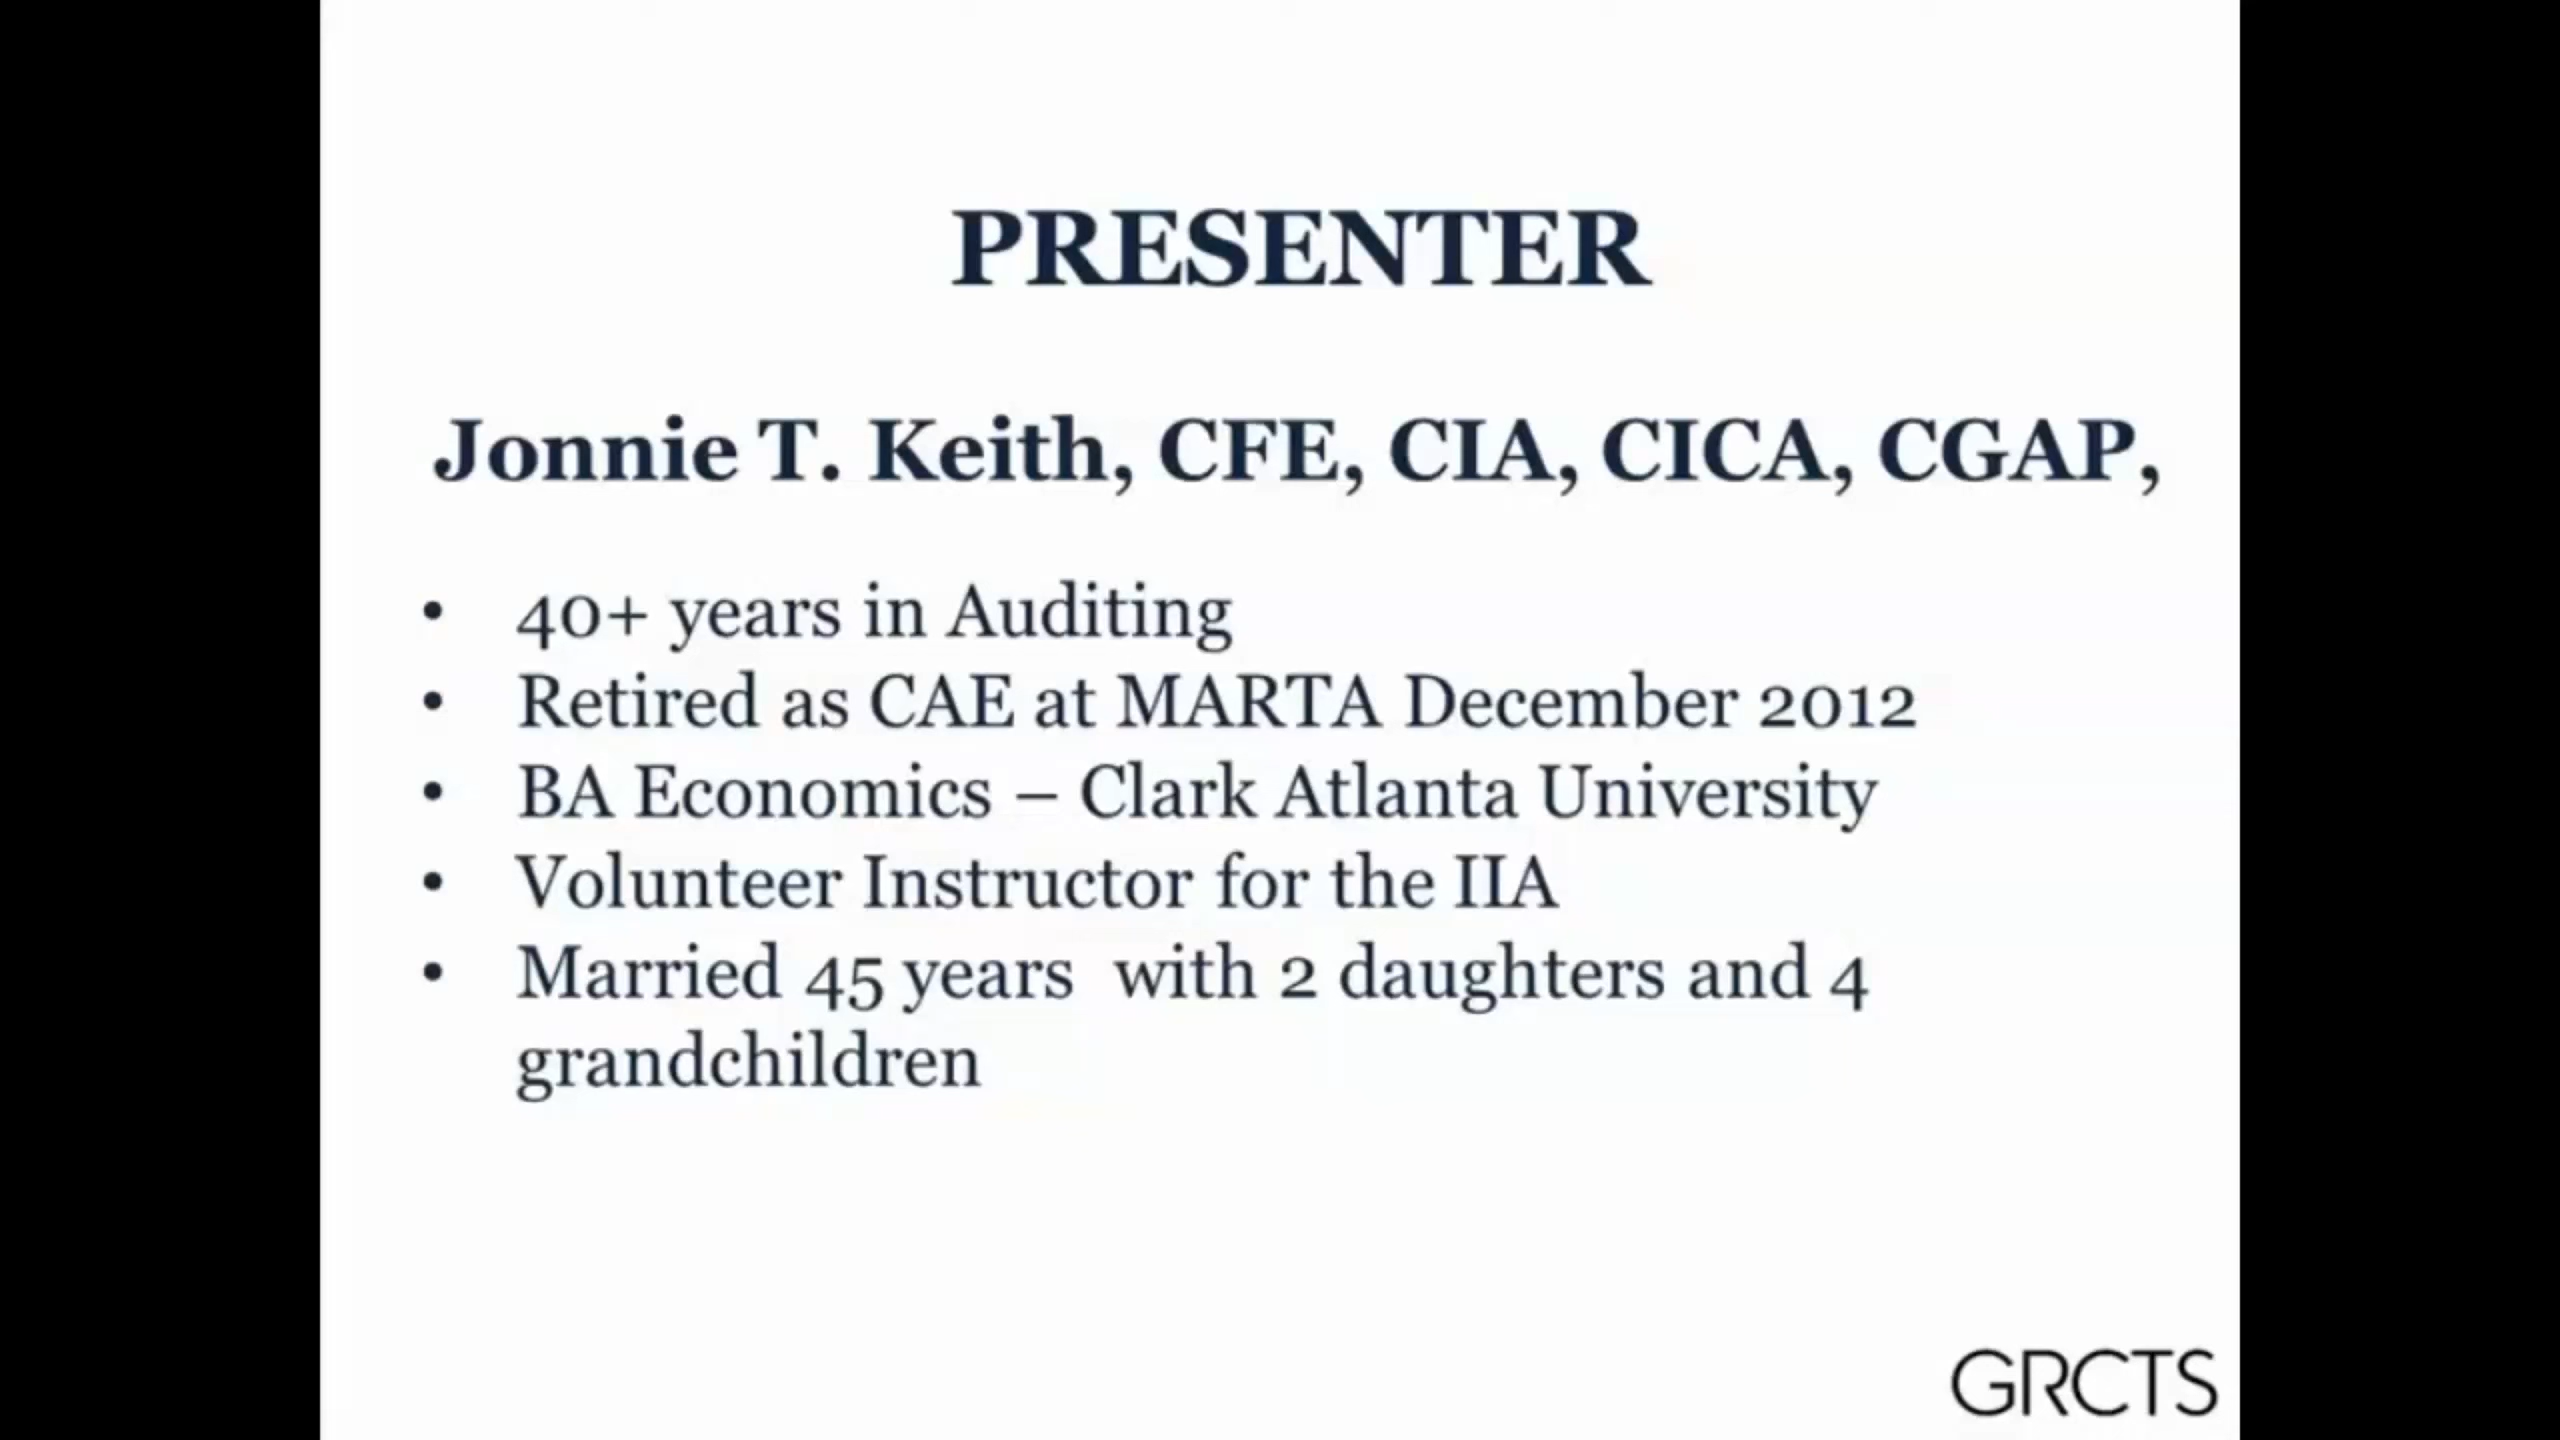 PRESENTER
Jonnie T. Keith, CFE, CIA, CICA, CGAP,
• 40+ years in Auditing
• Retired as CAE at MARTA December 2012
• BA Economics – Clark Atlanta University
• Volunteer Instructor for the IIA
• Married 45 years  with 2 daughters and 4
grandchildren
GRCTS